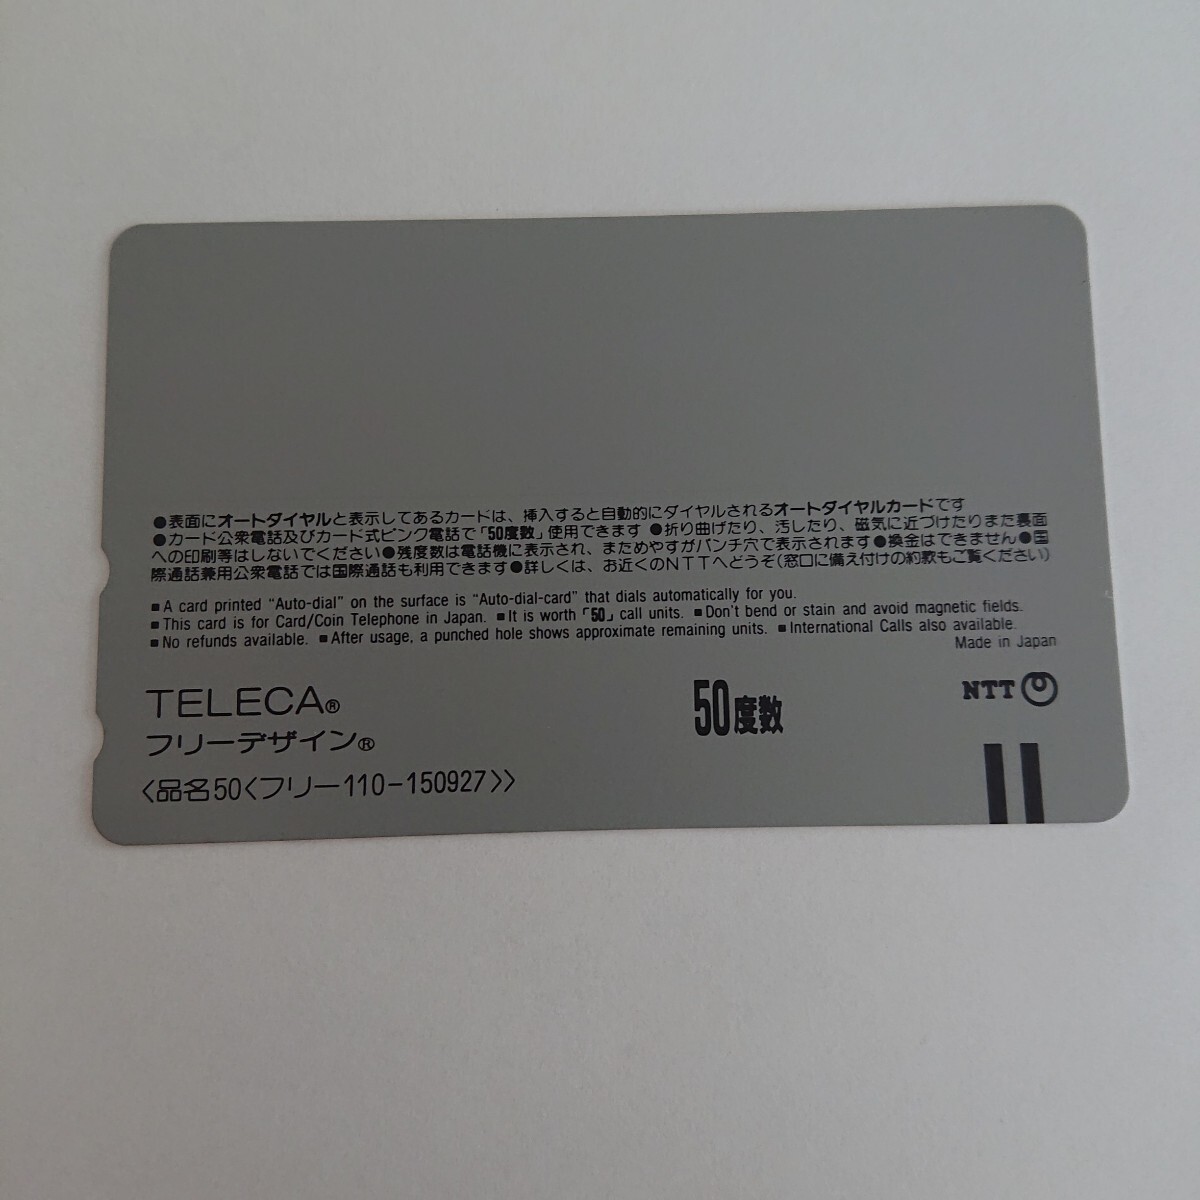 ●表面にオートダイヤルと表示してあるカードは、挿入すると自動的にダイヤルされるオートダイヤルカードです
●カード公衆電話及びカード式ピンク電話で「50度数」使用できます ●折り曲げたり、汚したり、磁気に近づけたりまた裏面
への印刷等はしないでください●残度数は電話機に表示され、まためやすがパンチ穴で表示されます●換金はできません●国
際通話兼用公衆電話では国際通話も利用できます●詳しくは、お近くのNTTへどうぞ(窓口に備え付けの約款もご覧ください)
■A card printed “Auto-dial” on the surface is “Auto-dial-card” that dials automatically for you.
■This card is for Card/Coin Telephone in Japan. ■It is worth「50」call units. ■Don't bend or stain and avoid magnetic fields.
■No refunds available. ■After usage, a punched hole shows approximate remaining units. ■International Calls also available.
Made in Japan
TELECA®
フリーデザイン®
50度数
NTT
〈品名50〈フリー110-150927〉〉